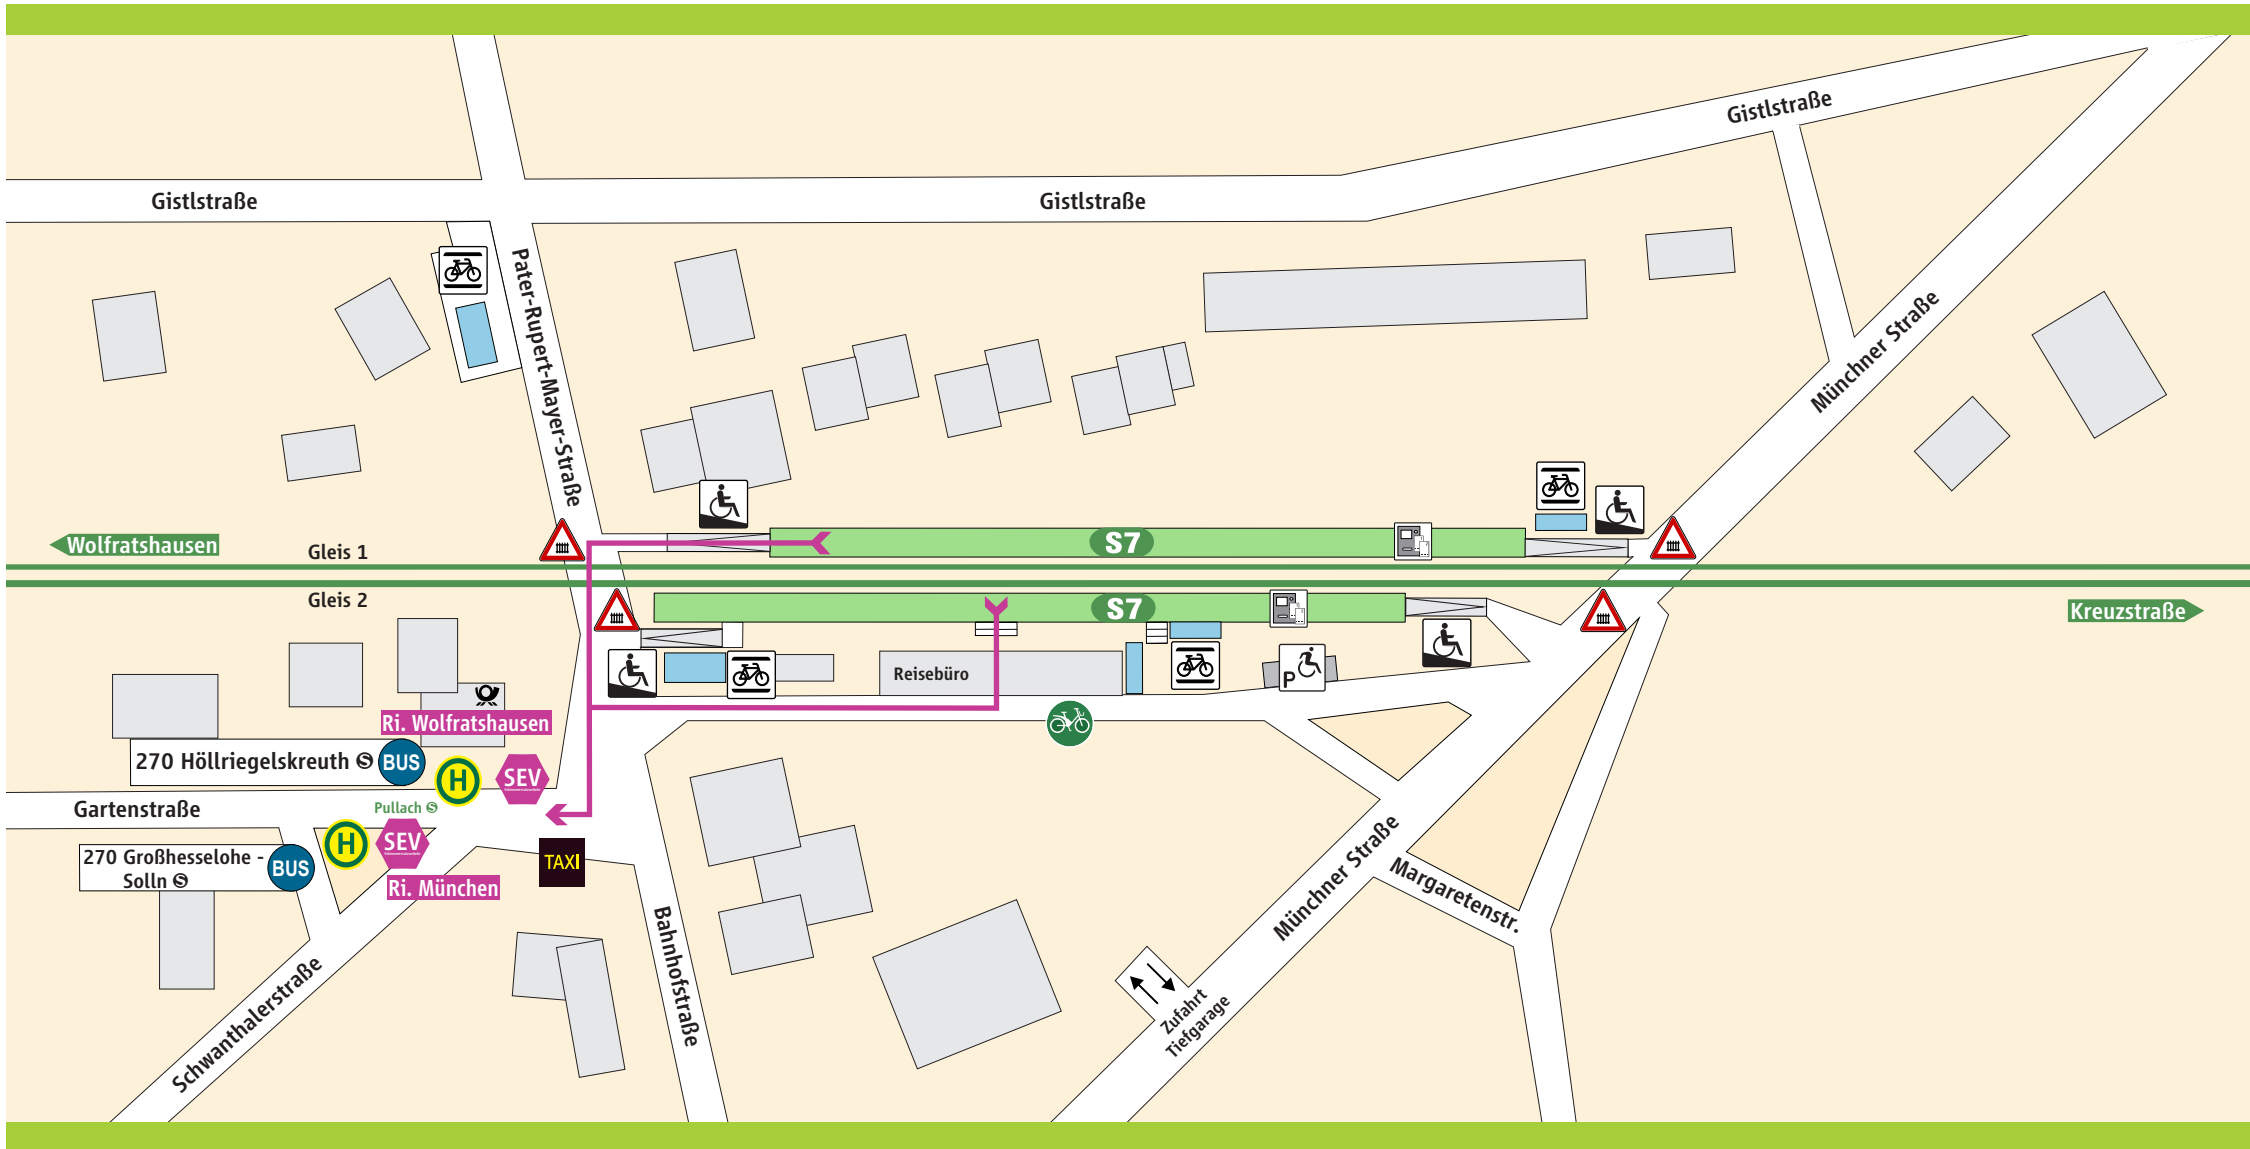 Gistlstraße
Gistlstraße
Gistlstraße
Pater-Rupert-Mayer-Straße
Münchner Straße
Wolfratshausen
Gleis 1
S7
Gleis 2
S7
Kreuzstraße
Reisebüro
P
Ri. Wolfratshausen
270 Höllriegelskreuth S
BUS
H
SEV
Gartenstraße
Pullach S
H
SEV
270 Großhesselohe -
Solln S
BUS
Ri. München
TAXI
Münchner Straße
Margaretenstr.
Bahnhofstraße
Schwanthalerstraße
Zufahrt
Tiefgarage